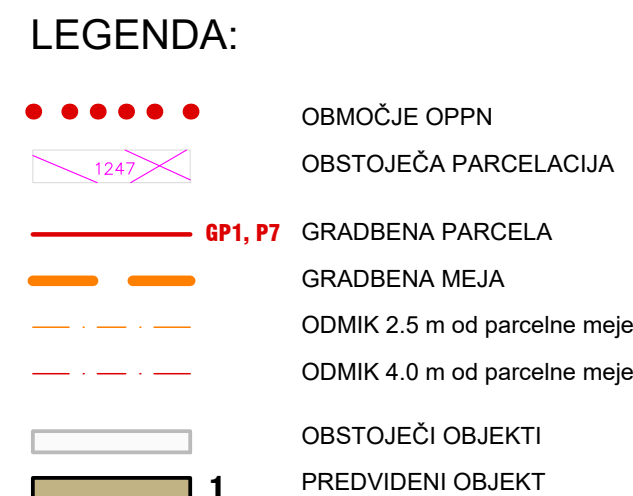 LEGENDA:
OBMOČJE OPPN
1247 OBSTOJEČA PARCELACIJA
GP1, P7 GRADBENA PARCELA
GRADBENA MEJA
ODMIK 2.5 m od parcelne meje
ODMIK 4.0 m od parcelne meje
OBSTOJEČI OBJEKTI
1 PREDVIDENI OBJEKT